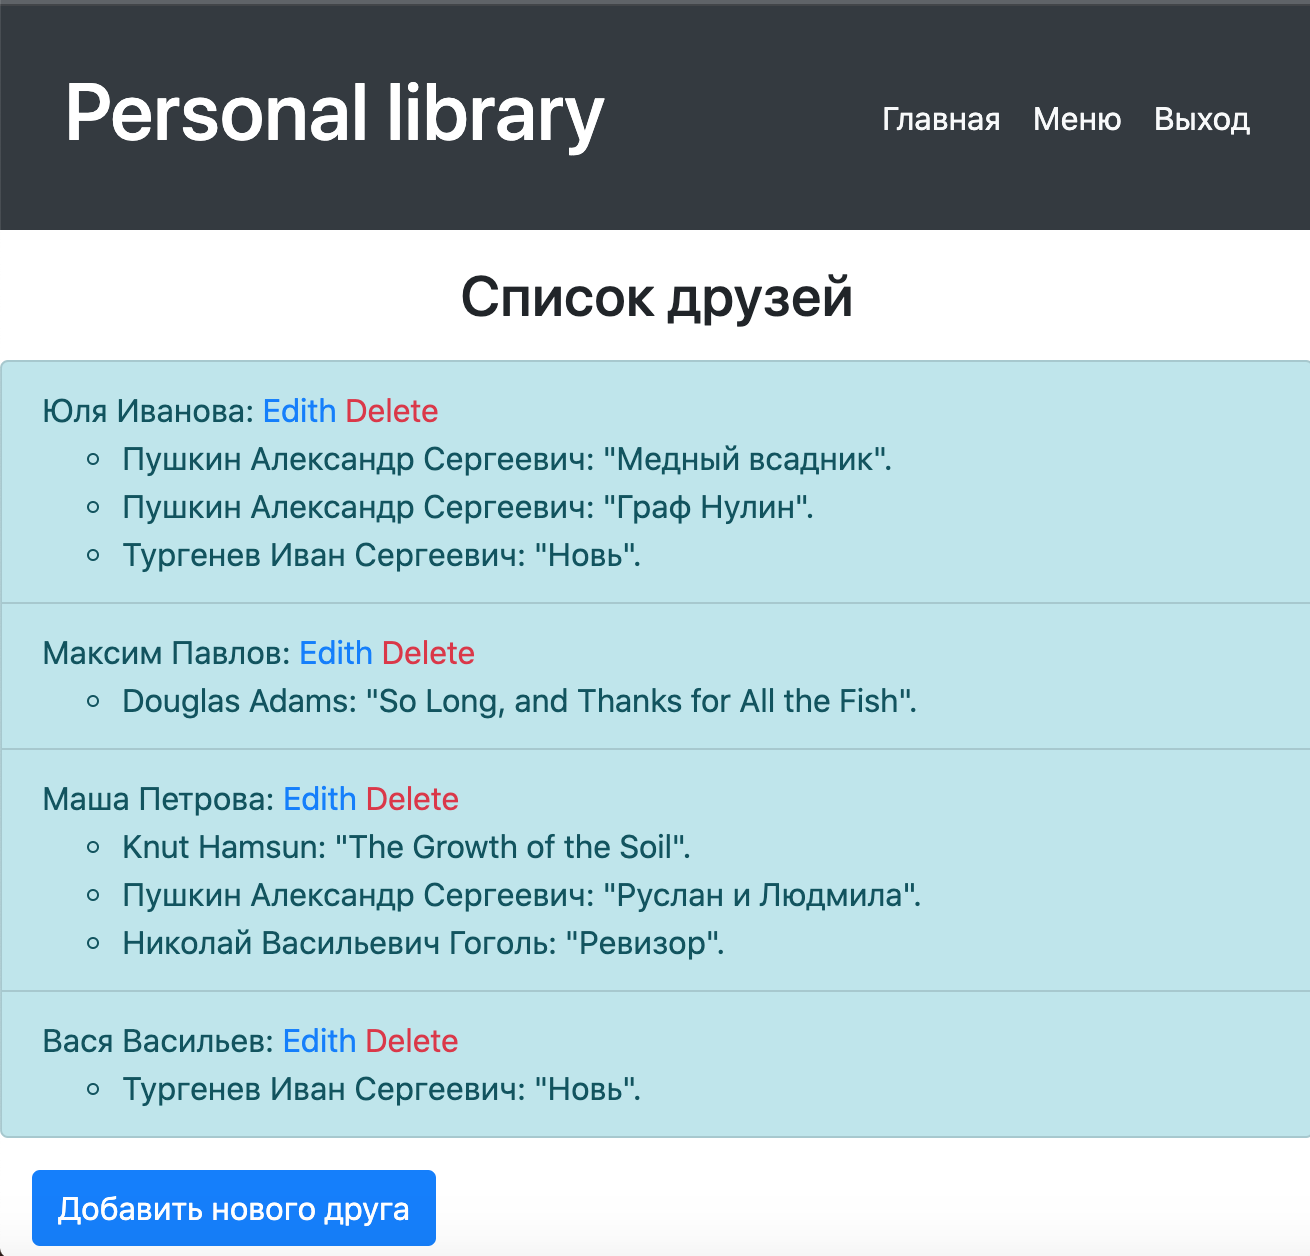 Personal library
Главная Меню Выход
Список друзей
Юля Иванова: Edith Delete
Пушкин Александр Сергеевич: "Медный всадник".
Пушкин Александр Сергеевич: "Граф Нулин".
Тургенев Иван Сергеевич: "Новь".
Максим Павлов: Edith Delete
Douglas Adams: "So Long, and Thanks for All the Fish".
Маша Петрова: Edith Delete
Knut Hamsun: "The Growth of the Soil".
Пушкин Александр Сергеевич: "Руслан и Людмила".
Николай Васильевич Гоголь: "Ревизор".
Вася Васильев: Edith Delete
Тургенев Иван Сергеевич: "Новь".
Добавить нового друга